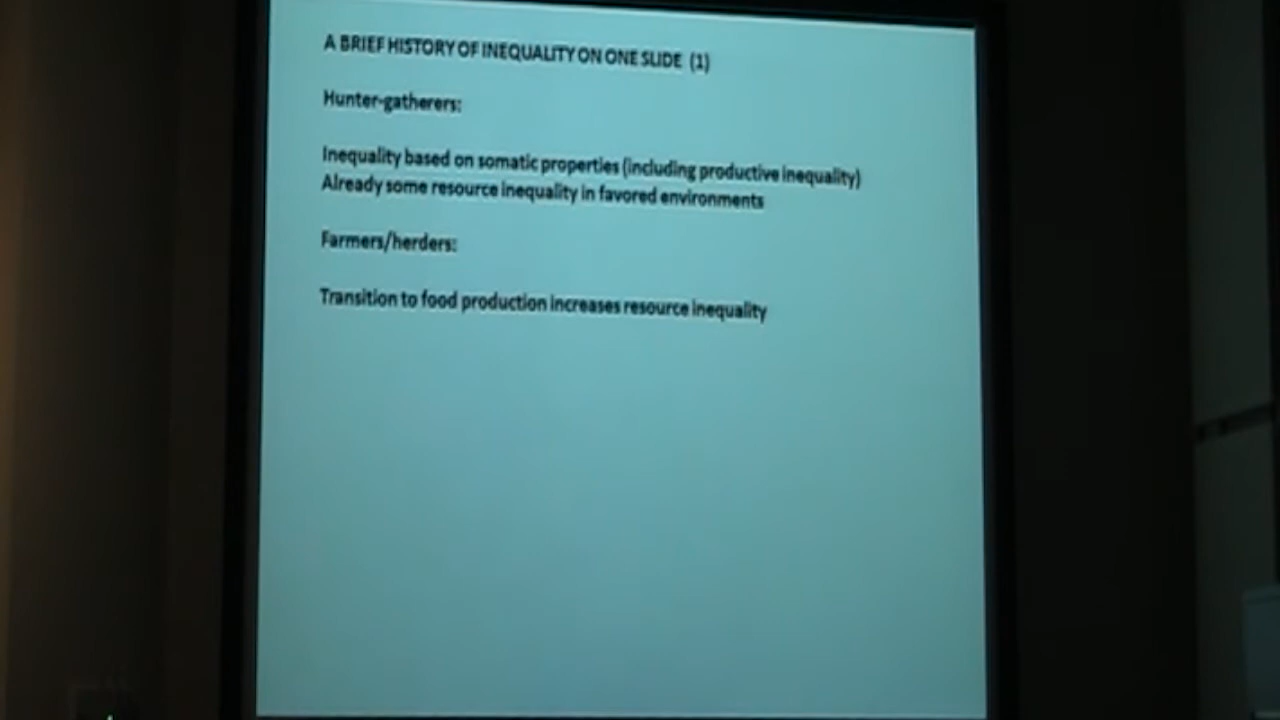 A BRIEF HISTORY OF INEQUALITY ON ONE SLIDE (1)
Hunter-gatherers:
Inequality based on somatic properties (including productive inequality)
Already some resource inequality in favored environments
Farmers/herders:
Transition to food production increases resource inequality